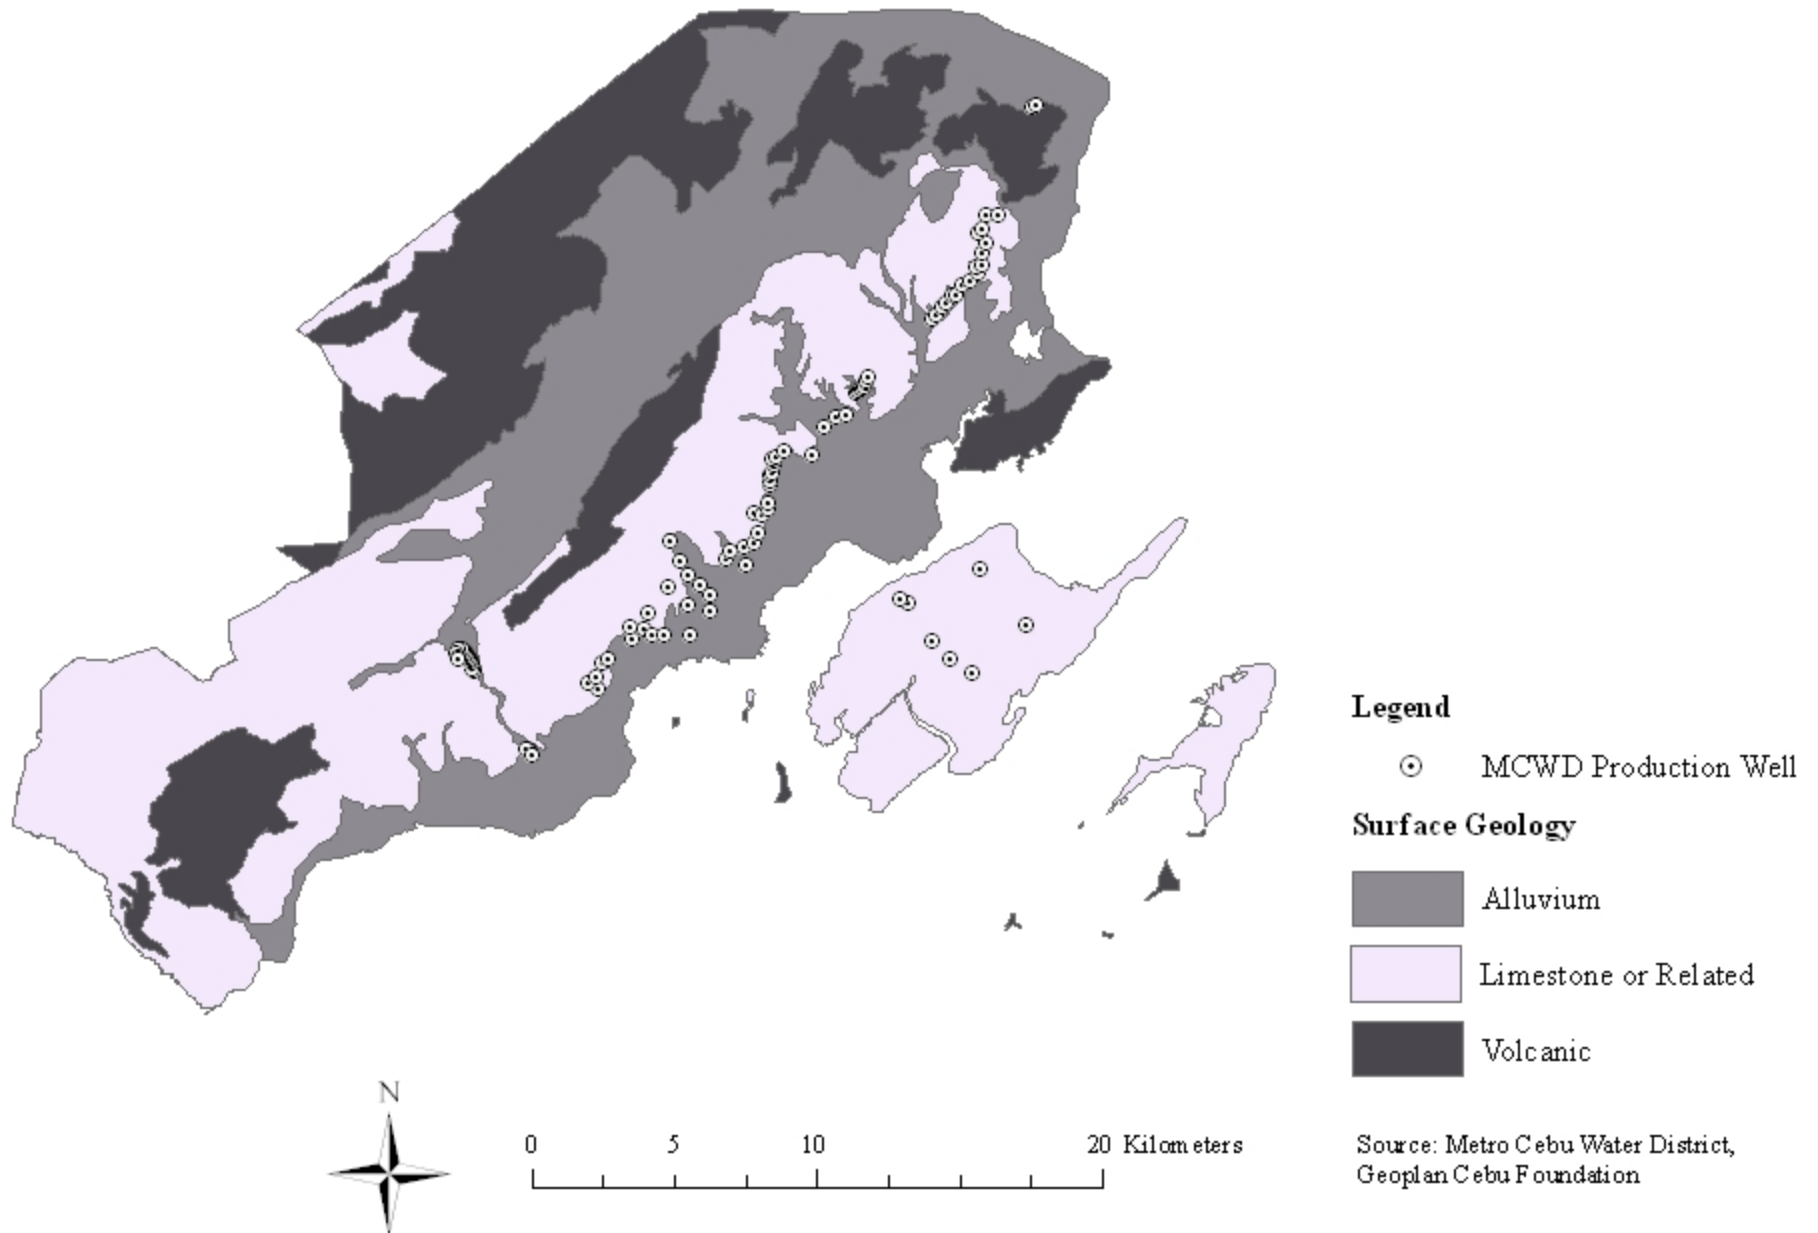 Legend
MCWD Production Well
Surface Geology
Alluvium
Limestone or Related
Volcanic
N
0 5 10 20 Kilometers
Source: Metro Cebu Water District,
Geoplan Cebu Foundation